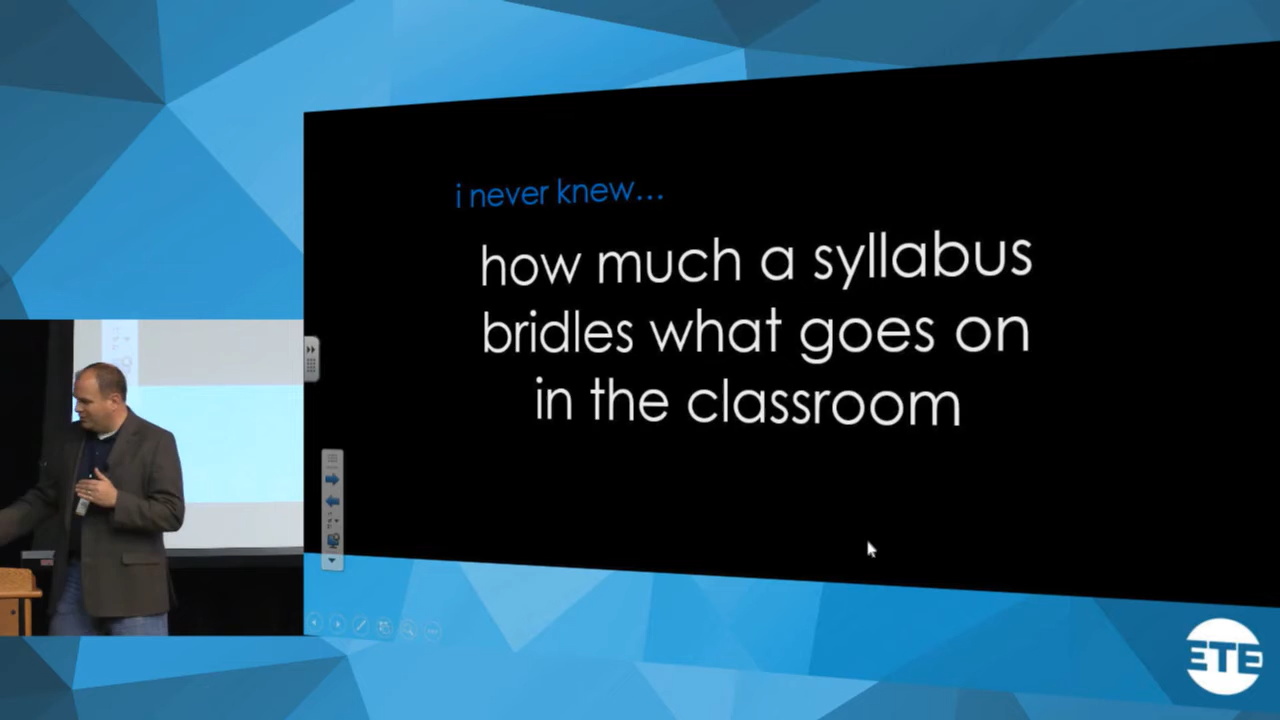 i never knew...
how much a syllabus
bridles what goes on
in the classroom
ETE